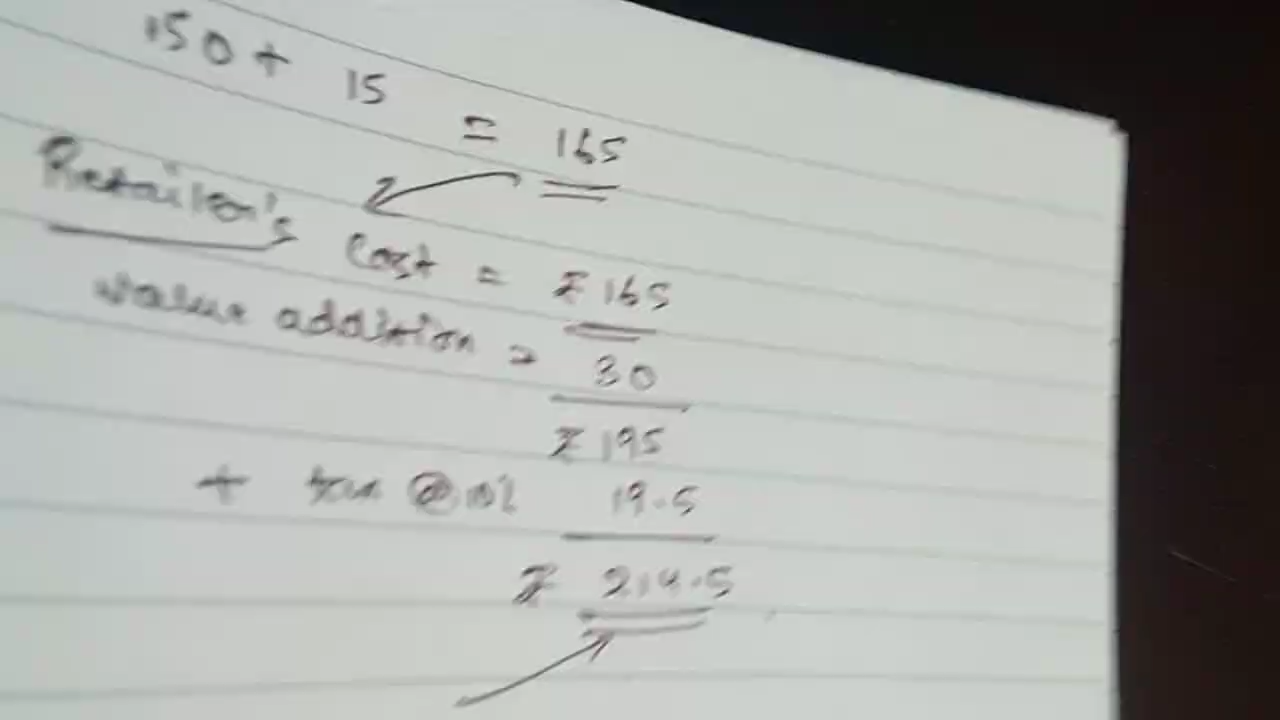 150 + 15 = 165
Retailer's Cost = ₹ 165
value addition = 30
₹ 195
+ tax @ 10% 19.5
₹ 214.5